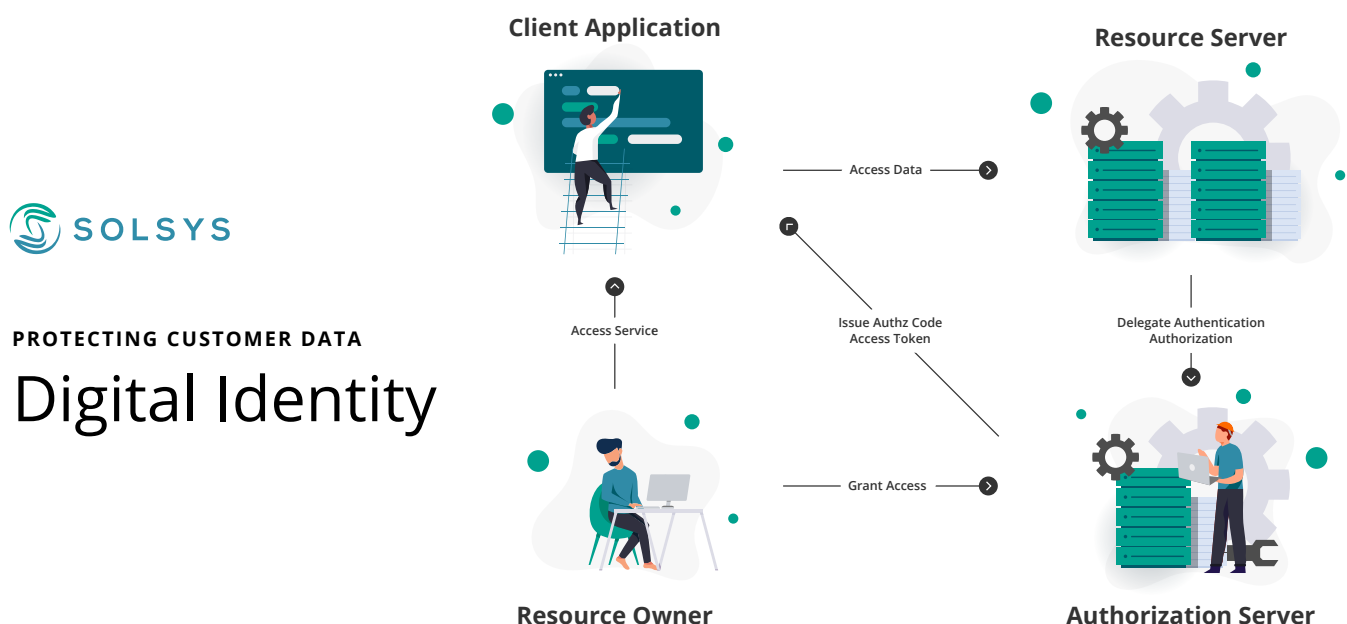 SOLSYS
PROTECTING CUSTOMER DATA
Digital Identity
Client Application
Resource Server
Access Data
Access Service
Issue Authz Code
Access Token
Delegate Authentication
Authorization
Grant Access
Resource Owner
Authorization Server